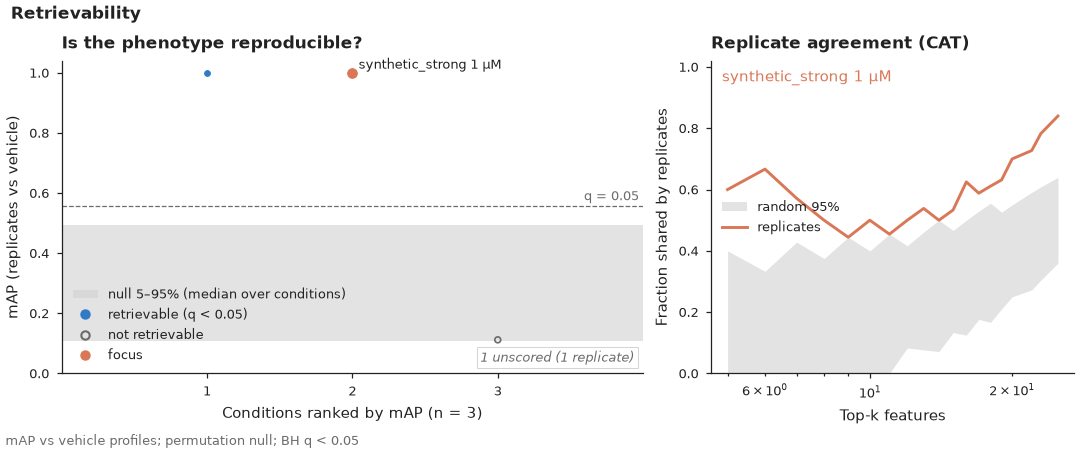 Retrievability
Is the phenotype reproducible?
mAP (replicates vs vehicle)
1.0
0.8
0.6
0.4
0.2
0.0
synthetic_strong 1 µM
q = 0.05
null 5–95% (median over conditions)
retrievable (q < 0.05)
not retrievable
focus
1 unscored (1 replicate)
1
2
3
Conditions ranked by mAP (n = 3)
Replicate agreement (CAT)
Fraction shared by replicates
1.0
0.8
0.6
0.4
0.2
0.0
synthetic_strong 1 µM
random 95%
replicates
6 × 10⁰
10¹
2 × 10¹
Top-k features
mAP vs vehicle profiles; permutation null; BH q < 0.05